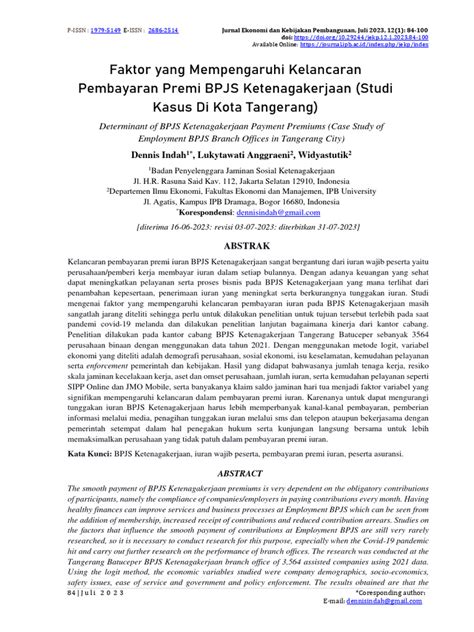 P-ISSN : 1979-5149 E-ISSN : 2686-2514
Jurnal Ekonomi dan Kebijakan Pembangunan, Juli 2023, 12(1): 84-100
doi: https://doi.org/10.29244/jekp.12.1.2023.84-100
Available Online: https://journal.ipb.ac.id/index.php/jekp/index
Faktor yang Mempengaruhi Kelancaran
Pembayaran Premi BPJS Ketenagakerjaan (Studi
Kasus Di Kota Tangerang)
Determinant of BPJS Ketenagakerjaan Payment Premiums (Case Study of
Employment BPJS Branch Offices in Tangerang City)
Dennis Indah1*, Lukytawati Anggraeni2, Widyastutik2
1Badan Penyelenggara Jaminan Sosial Ketenagakerjaan
Jl. H.R. Rasuna Said Kav. 112, Jakarta Selatan 12910, Indonesia
2Departemen Ilmu Ekonomi, Fakultas Ekonomi dan Manajemen, IPB University
Jl. Agatis, Kampus IPB Dramaga, Bogor 16680, Indonesia
*Korespondensi: dennisindah@gmail.com
[diterima 16-06-2023: revisi 03-07-2023: diterbitkan 31-07-2023]
ABSTRAK
Kelancaran pembayaran premi iuran BPJS Ketenagakerjaan sangat bergantung dari iuran wajib peserta yaitu
perusahaan/pemberi kerja membayar iuran dalam setiap bulannya. Dengan adanya keuangan yang sehat
dapat meningkatkan pelayanan serta proses bisnis pada BPJS Ketenagakerjaan yang mana terlihat dari
penambahan kepesertaan, penerimaan iuran yang meningkat serta berkurangnya tunggakan iuran. Studi
mengenai faktor yang mempengaruhi kelancaran pembayaran iuran pada BPJS Ketenagakerjaan masih
sangatlah jarang diteliti sehingga perlu untuk dilakukan penelitian untuk tujuan tersebut terlebih pada saat
pandemi covid-19 melanda dan dilakukan penelitian lanjutan bagaimana kinerja dari kantor cabang.
Penelitian dilakukan pada kantor cabang BPJS Ketenagakerjaan Tangerang Batuceper sebanyak 3564
perusahaan binaan dengan menggunakan data tahun 2021. Dengan menggunakan metode logit, variabel
ekonomi yang diteliti adalah demografi perusahaan, sosial ekonomi, isu keselamatan, kemudahan pelayanan
serta enforcement pemerintah dan kebijakan. Hasil yang didapat bahwasanya jumlah tenaga kerja, resiko
skala jaminan kecelakaan kerja, aset dan omset perusahaan, jumlah iuran, serta kemudahan pelayanan seperti
SIPP Online dan JMO Mobile, serta banyakanya klaim saldo jaminan hari tua menjadi faktor variabel yang
signifikan mempengaruhi kelancaran dalam pembayaran premi iuran. Karenanya untuk dapat mengurangi
tunggakan iuran BPJS Ketenagakerjaan harus lebih memperbanyak kanal-kanal pembayaran, pemberian
informasi melalui media, penagihan tunggakan iuran melalui sms dan telepon ataupun bekerjasama dengan
pemerintah setempat dalam hal penegakan hukum serta kunjungan langsung bersama untuk lebih
memaksimalkan perusahaan yang tidak patuh dalam pembayaran premi iuran.
Kata Kunci: BPJS Ketenagakerjaan, iuran wajib peserta, pembayaran premi iuran, peserta asuransi.
ABSTRACT
The smooth payment of BPJS Ketenagakerjaan premiums is very dependent on the obligatory contributions
of participants, namely the compliance of companies/employers in paying contributions every month. Having
healthy finances can improve services and business processes at Employment BPJS which can be seen from
the addition of membership, increased receipt of contributions and reduced contribution arrears. Studies on
the factors that influence the smooth payment of contributions at Employment BPJS are still very rarely
researched, so it is necessary to conduct research for this purpose, especially when the Covid-19 pandemic
hit and carry out further research on the performance of branch offices. The research was conducted at the
Tangerang Batuceper BPJS Ketenagakerjaan branch office of 3,564 assisted companies using 2021 data.
Using the logit method, the economic variables studied were company demographics, socio-economics,
safety issues, ease of service and government and policy enforcement. The results obtained are that the
84 | J u l i 2 0 2 3
*Corresponding author:
E-mail: dennisindah@gmail.com